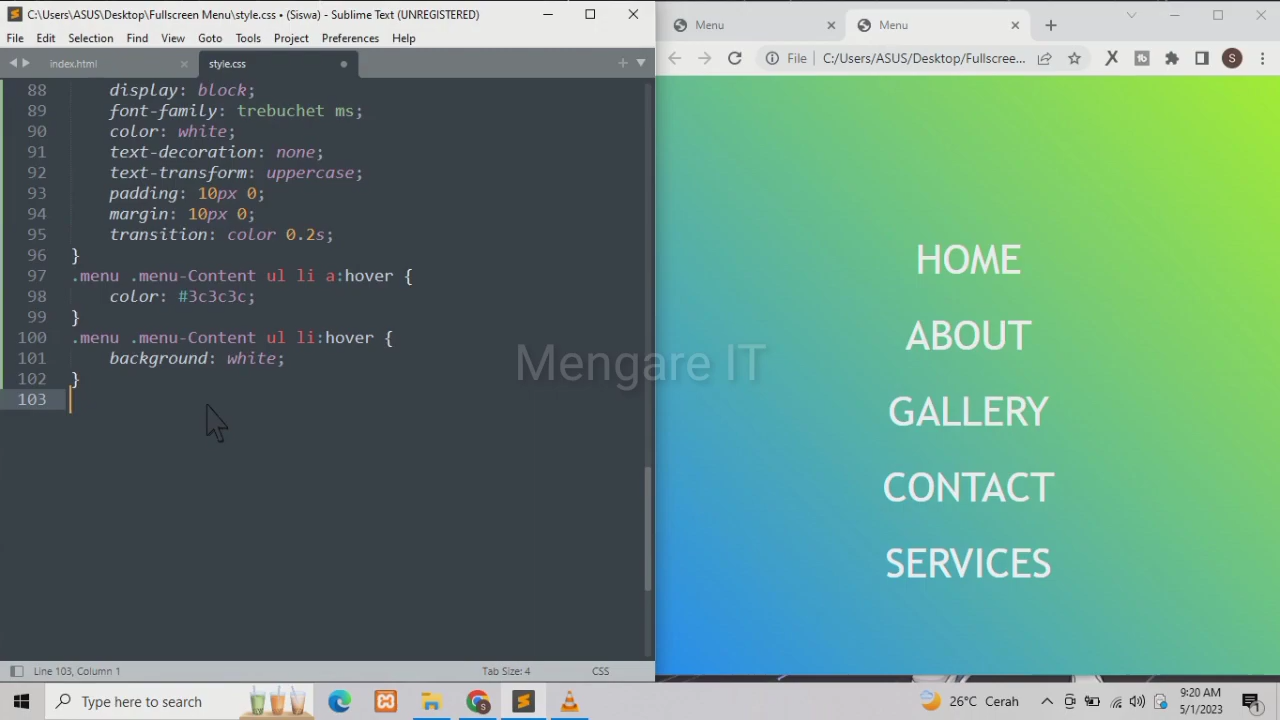 C:\Users\ASUS\Desktop\Fullscreen Menu\style.css • (Siswa) - Sublime Text (UNREGISTERED)
File Edit Selection Find View Goto Tools Project Preferences Help
index.html style.css
88 display: block;
89 font-family: trebuchet ms;
90 color: white;
91 text-decoration: none;
92 text-transform: uppercase;
93 padding: 10px 0;
94 margin: 10px 0;
95 transition: color 0.2s;
96 }
97 .menu .menu-Content ul li a:hover {
98 color: #3c3c3c;
99 }
100 .menu .menu-Content ul li:hover {
101 background: white;
102 }
103
Line 103, Column 1 Tab Size: 4 CSS
Menu Menu
File C:/Users/ASUS/Desktop/Fullscree... S
HOME
ABOUT
GALLERY
CONTACT
SERVICES
Mengare IT
Type here to search 26°C Cerah 9:20 AM
5/1/2023 1